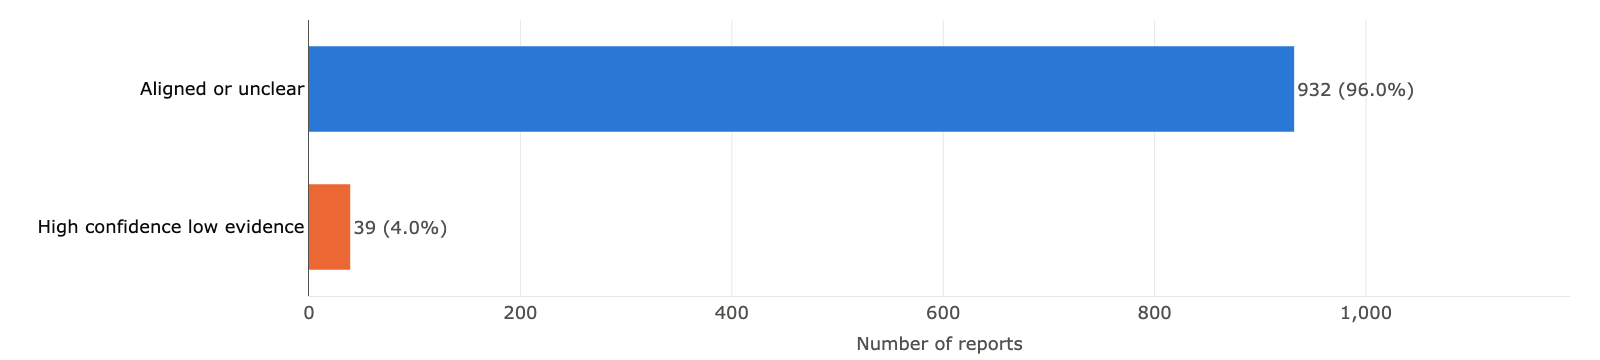 Aligned or unclear
932 (96.0%)
High confidence low evidence
39 (4.0%)
0 200 400 600 800 1,000
Number of reports